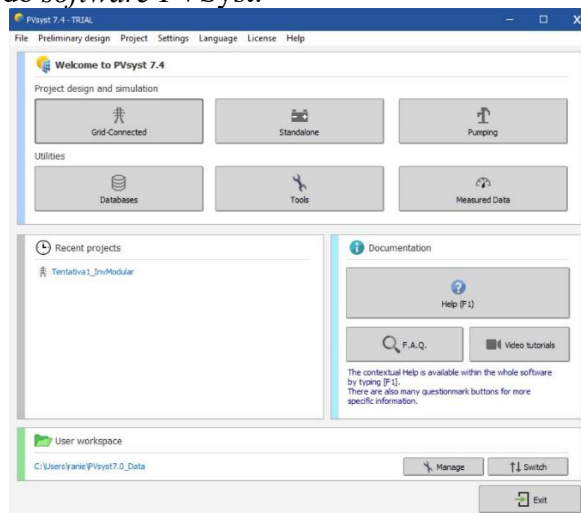 do software PVSyst.
PVsyst 7.4 - TRIAL
File Preliminary design Project Settings Language License Help
Welcome to PVsyst 7.4
Project design and simulation
Grid-Connected Standalone Pumping
Utilities
Databases Tools Measured Data
Recent projects
Tentativa1_InvModular
Documentation
Help (F1)
F.A.Q. Video tutorials
The contextual Help is available within the whole software
by typing [F1].
There are also many questionmark buttons for more
specific information.
User workspace
C:\Users\ranie\PVsyst7.0_Data
Manage Switch
Exit